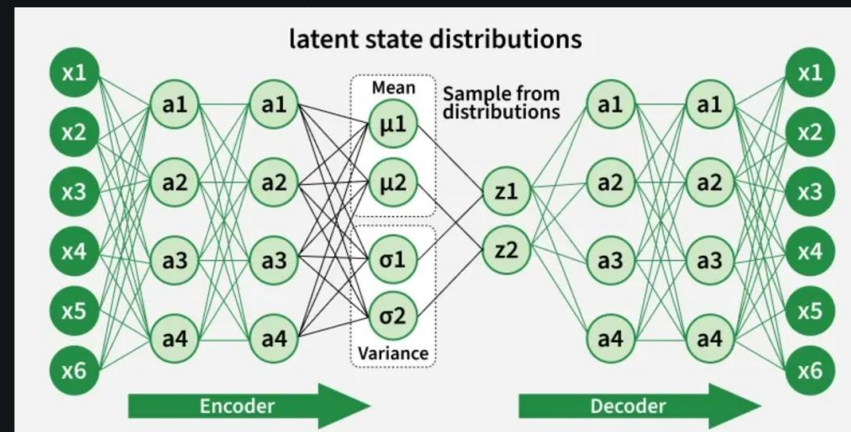 latent state distributions
x1
x2
x3
x4
x5
x6
a1
a2
a3
a4
a1
a2
a3
a4
Mean
μ1
μ2
σ1
σ2
Variance
Sample from
distributions
z1
z2
a1
a2
a3
a4
a1
a2
a3
a4
x1
x2
x3
x4
x5
x6
Encoder
Decoder